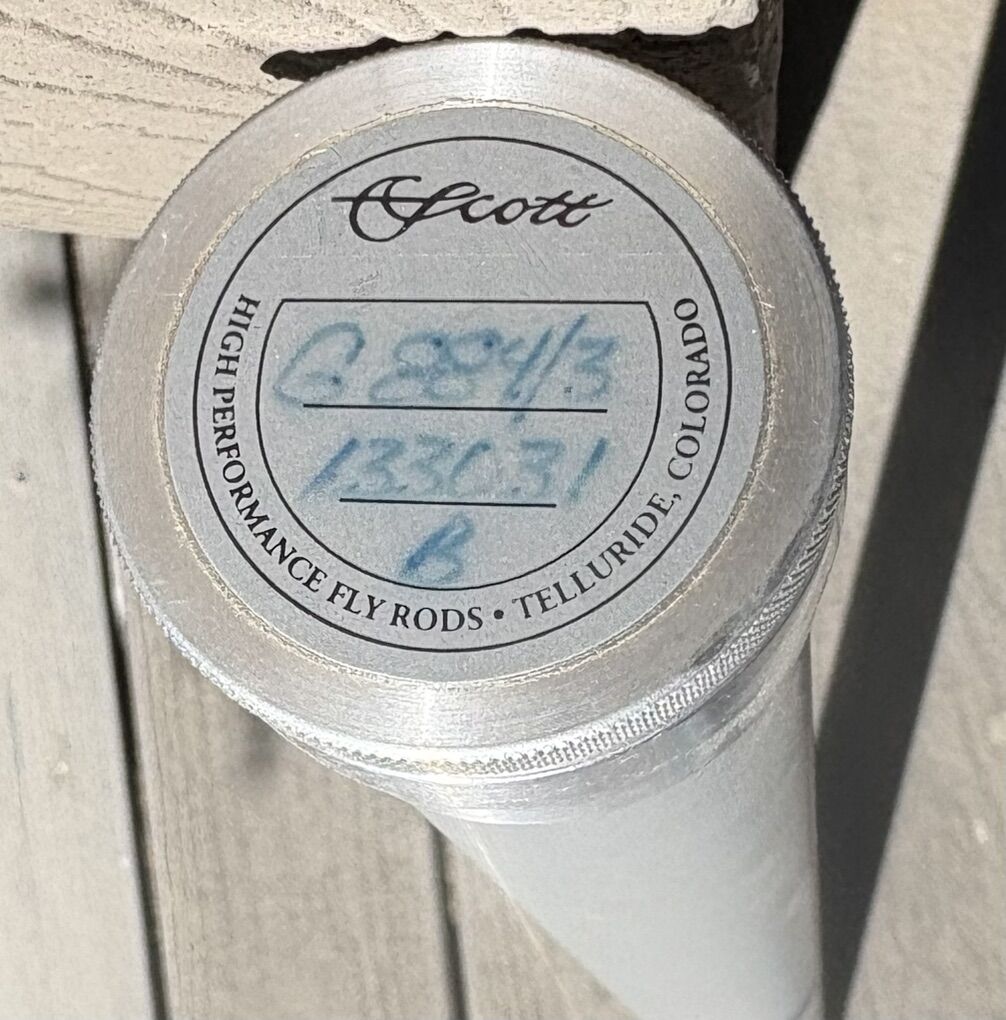 Scott
G 884/3
133031
B
HIGH PERFORMANCE FLY RODS • TELLURIDE, COLORADO